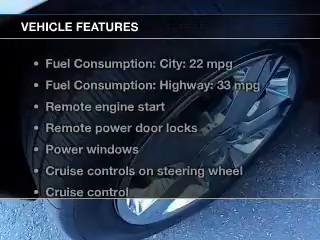 VEHICLE FEATURES
• Fuel Consumption: City: 22 mpg
• Fuel Consumption: Highway: 33 mpg
• Remote engine start
• Remote power door locks
• Power windows
• Cruise controls on steering wheel
• Cruise control